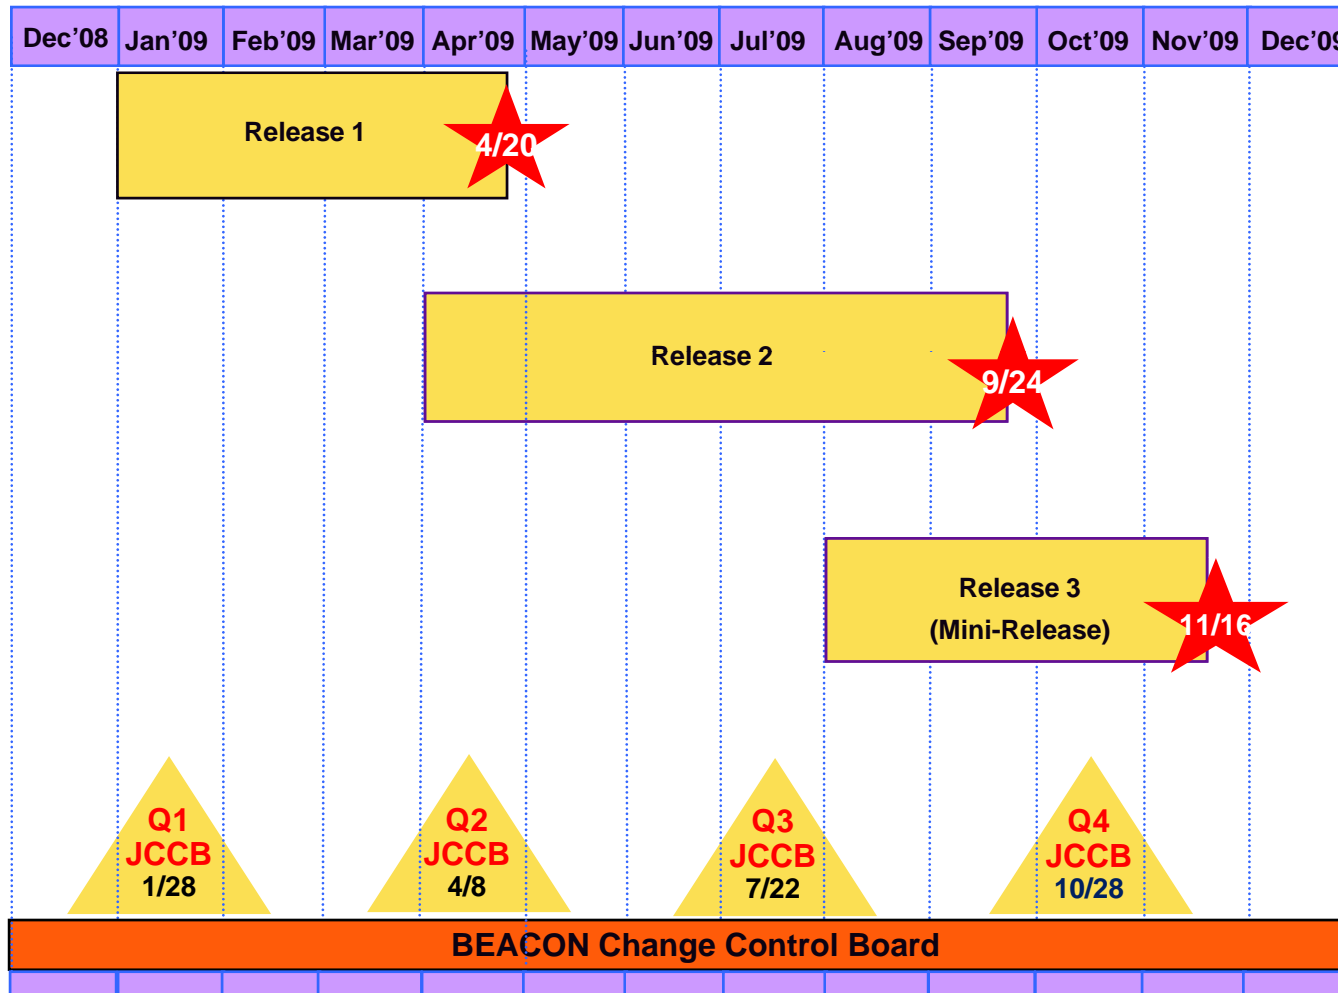 Dec’08 Jan’09 Feb’09 Mar’09 Apr’09 May’09 Jun’09 Jul’09 Aug’09 Sep’09 Oct’09 Nov’09 Dec’09
Release 1
4/20
Release 2
9/24
Release 3
(Mini-Release)
11/16
Q1
JCCB
1/28
Q2
JCCB
4/8
Q3
JCCB
7/22
Q4
JCCB
10/28
BEACON Change Control Board